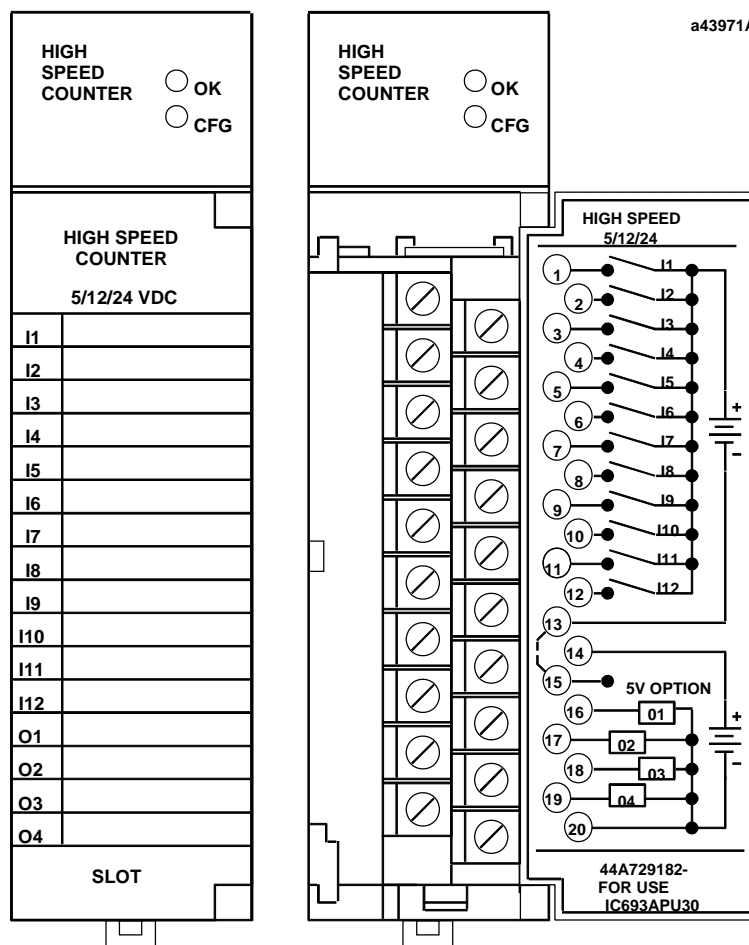 a43971A
HIGH
SPEED
COUNTER
OK
CFG
HIGH SPEED
COUNTER
5/12/24 VDC
I1
I2
I3
I4
I5
I6
I7
I8
I9
I10
I11
I12
O1
O2
O3
O4
SLOT
HIGH
SPEED
COUNTER
OK
CFG
HIGH SPEED
5/12/24
1 I1
2 I2
3 I3
4 I4
5 I5
6 I6
+
7 I7
−
8 I8
9 I9
10 I10
11 I11
12 I12
13
14
15
5V OPTION
16 01
+
17 02
−
18 03
19 04
20
44A729182-
FOR USE
IC693APU30